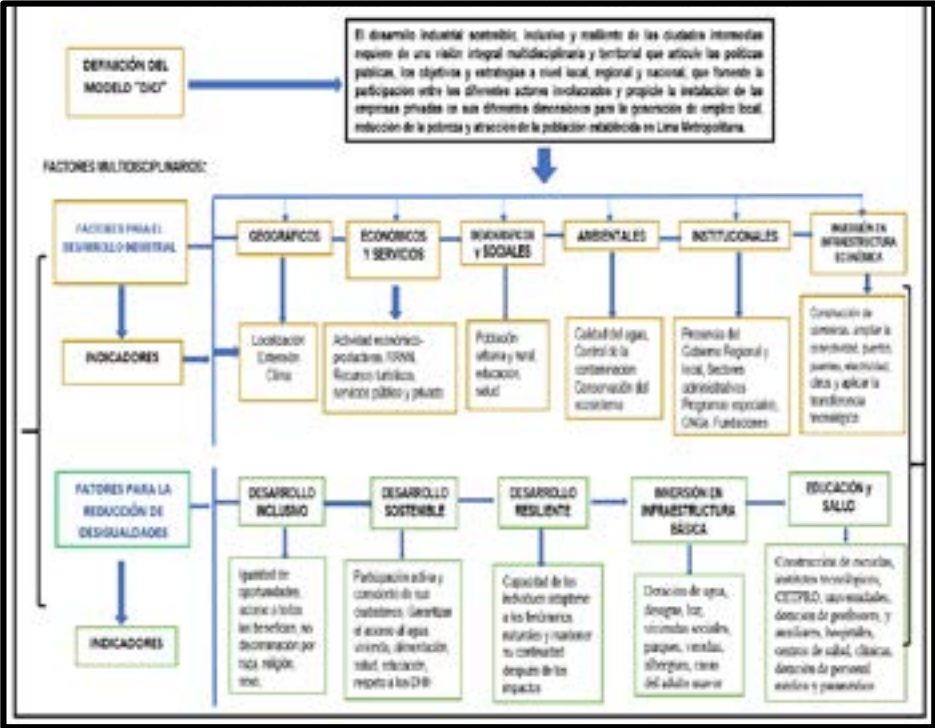 DEFINICIÓN DEL
MODELO "DICI"
El desarrollo industrial sostenible, inclusivo y resiliente de las ciudades intermedias
requiere de una visión integral multidisciplinaria y territorial que articule las políticas
públicas, los objetivos y estrategias a nivel local, regional y nacional, que fomente la
participación entre los diferentes actores involucrados y propicie la instalación de las
empresas privadas en sus diferentes dimensiones para la generación de empleo local,
reducción de la pobreza y atracción de la población establecida en Lima Metropolitana.
FACTORES MULTIDISCIPLINARIOS:
FACTORES PARA EL
DESARROLLO INDUSTRIAL
GEOGRÁFICOS
ECONÓMICOS
Y SERVICIOS
DEMOGRÁFICOS
y SOCIALES
AMBIENTALES
INSTITUCIONALES
INVERSIÓN EN
INFRAESTRUCTURA
ECONÓMICA
INDICADORES
Localización
Extensión
Clima
Actividad económico-
productivas,
Recursos turísticos,
servicios público y privado
Población
urbana y rural,
educación,
salud
Calidad del agua,
Control de la
contaminación
Conservación del
ecosistema
Presencia del
Gobierno Regional y
local, Sectores
administrativos
Programas especiales,
ONGs, Fundaciones
Construcción de
carreteras, ampliar la
conectividad, puertos,
puentes, electricidad,
y aplicar la
transferencia
tecnológica
FATORES PARA LA
REDUCCIÓN DE
DESIGUALDADES
DESARROLLO
INCLUSIVO
DESARROLLO
SOSTENIBLE
DESARROLLO
RESILIENTE
INVERSIÓN EN
INFRAESTRUCTURA
BÁSICA
EDUCACIÓN y
SALUD
INDICADORES
Igualdad de
oportunidades,
acceso a todos
los beneficios, no
discriminación por
raza, religión,
sexo.
Participación activa y
consciente de sus
ciudadanos. Garantizar
el acceso al agua
vivienda, alimentación,
salud, educación,
respeto a los DHH
Capacidad de los
individuos adaptarse
a los fenómenos
naturales y mantener
su continuidad
después de los
impactos
Dotación de agua,
desague, luz,
viviendas sociales,
parques, veredas,
albergues, casas
del adulto mayor
Construcción de escuelas,
institutos tecnológicos,
CETPRO, universidades,
dotación de profesores, y
auxiliares, hospitales,
centros de salud, clínicas,
dotación de personal
médico y paramédico